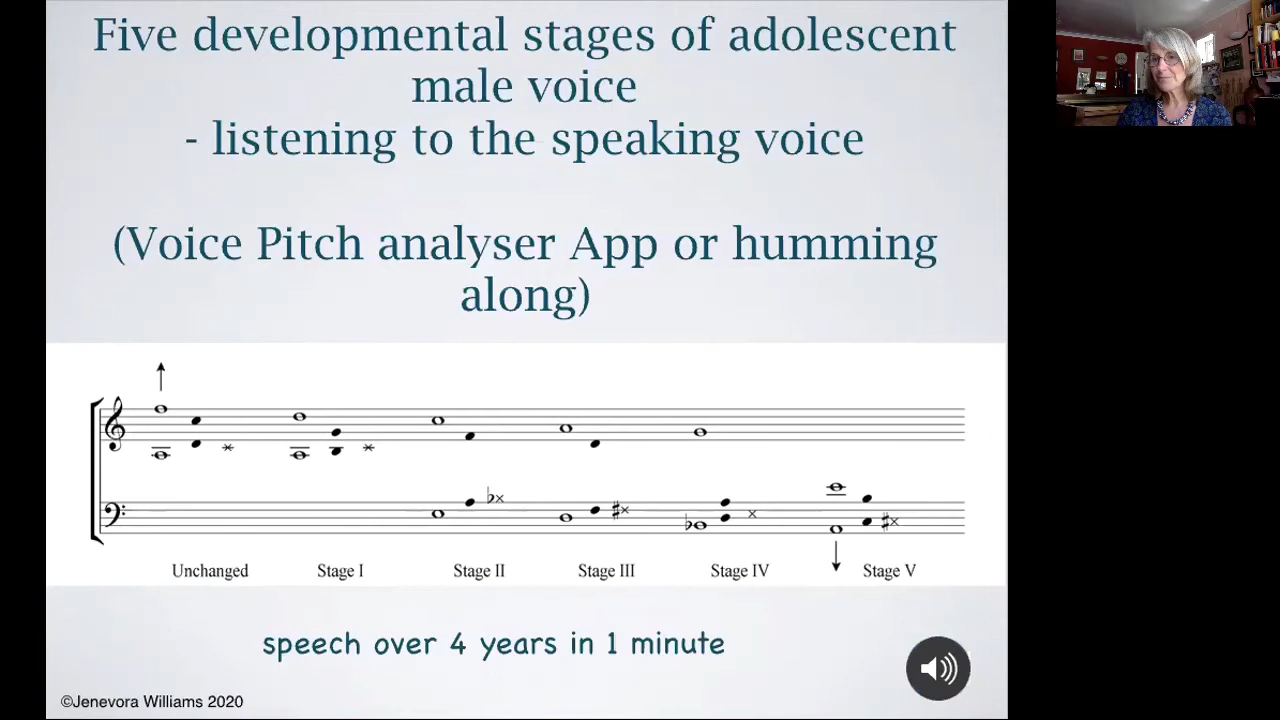 Five developmental stages of adolescent
male voice
- listening to the speaking voice
(Voice Pitch analyser App or humming
along)
Unchanged Stage I Stage II Stage III Stage IV Stage V
speech over 4 years in 1 minute
©Jenevora Williams 2020